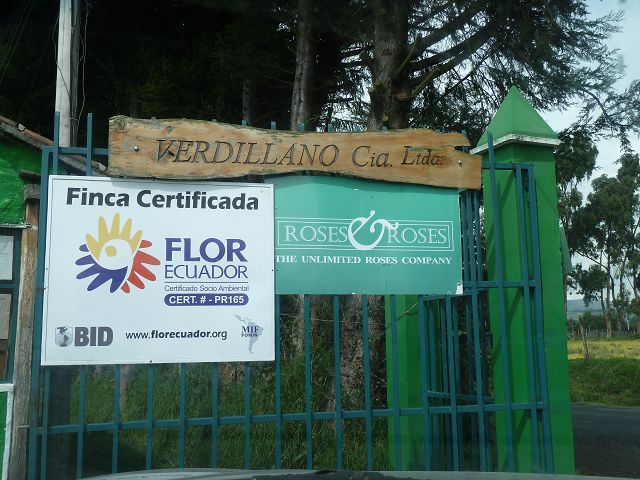 VERDILLANO Cia. Ltda.
Finca Certificada
FLOR
ECUADOR
Certificado Socio Ambiental
CERT. # - PR165
BID
www.florecuador.org
MIF
FOMIN
ROSES & ROSES
THE UNLIMITED ROSES COMPANY